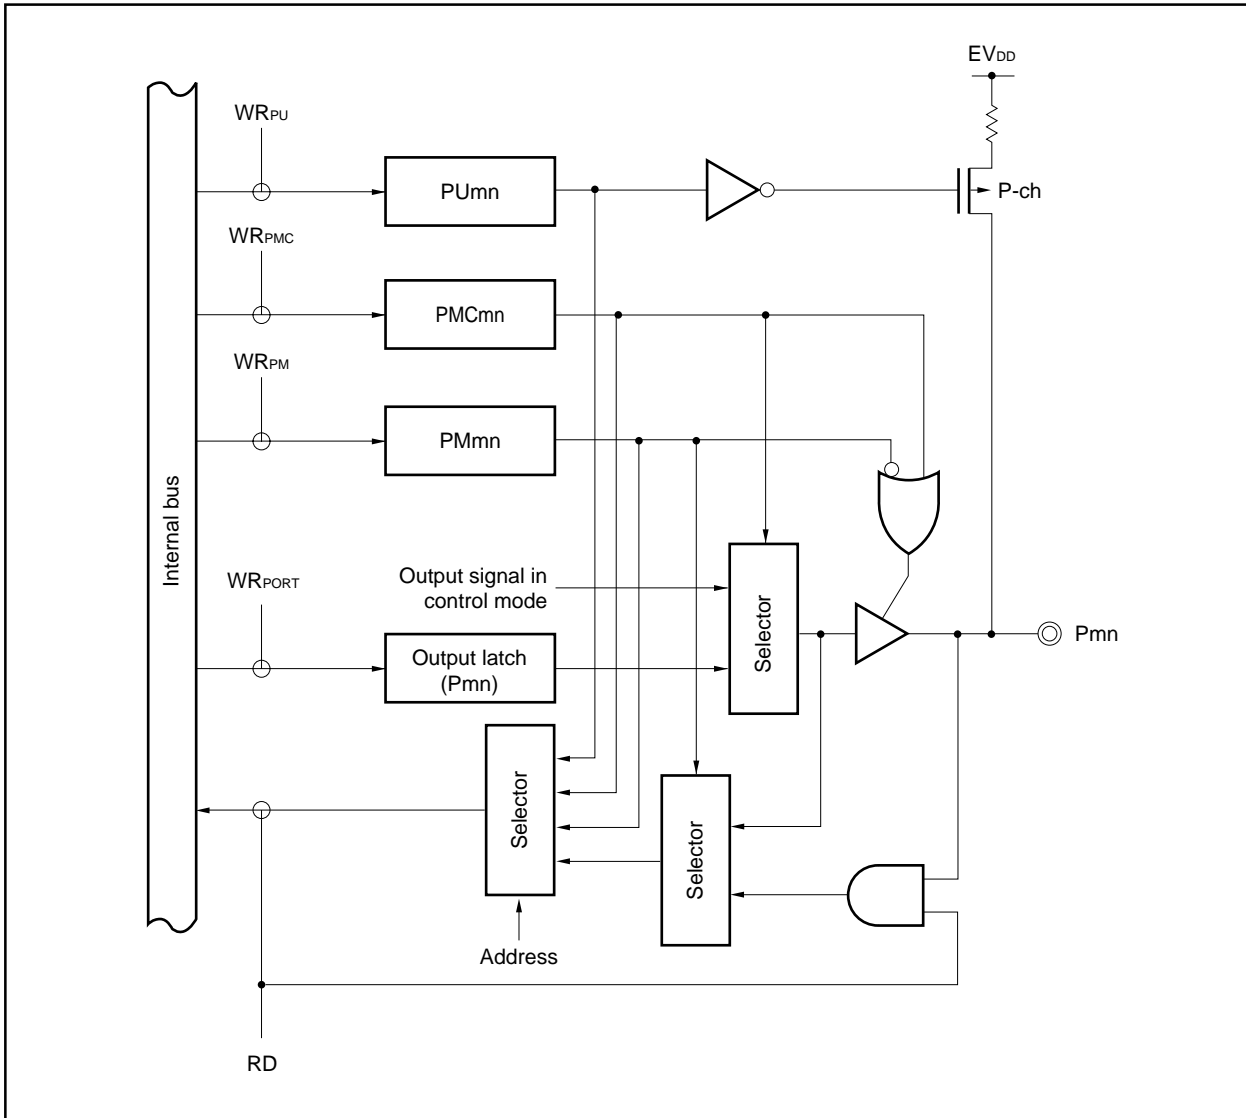 EVDD
WRPU
PUmn
P-ch
WRPMC
PMCmn
WRPM
PMmn
Internal bus
WRPORT
Output signal in
control mode
Output latch
(Pmn)
Selector
Pmn
Selector
Selector
Address
RD